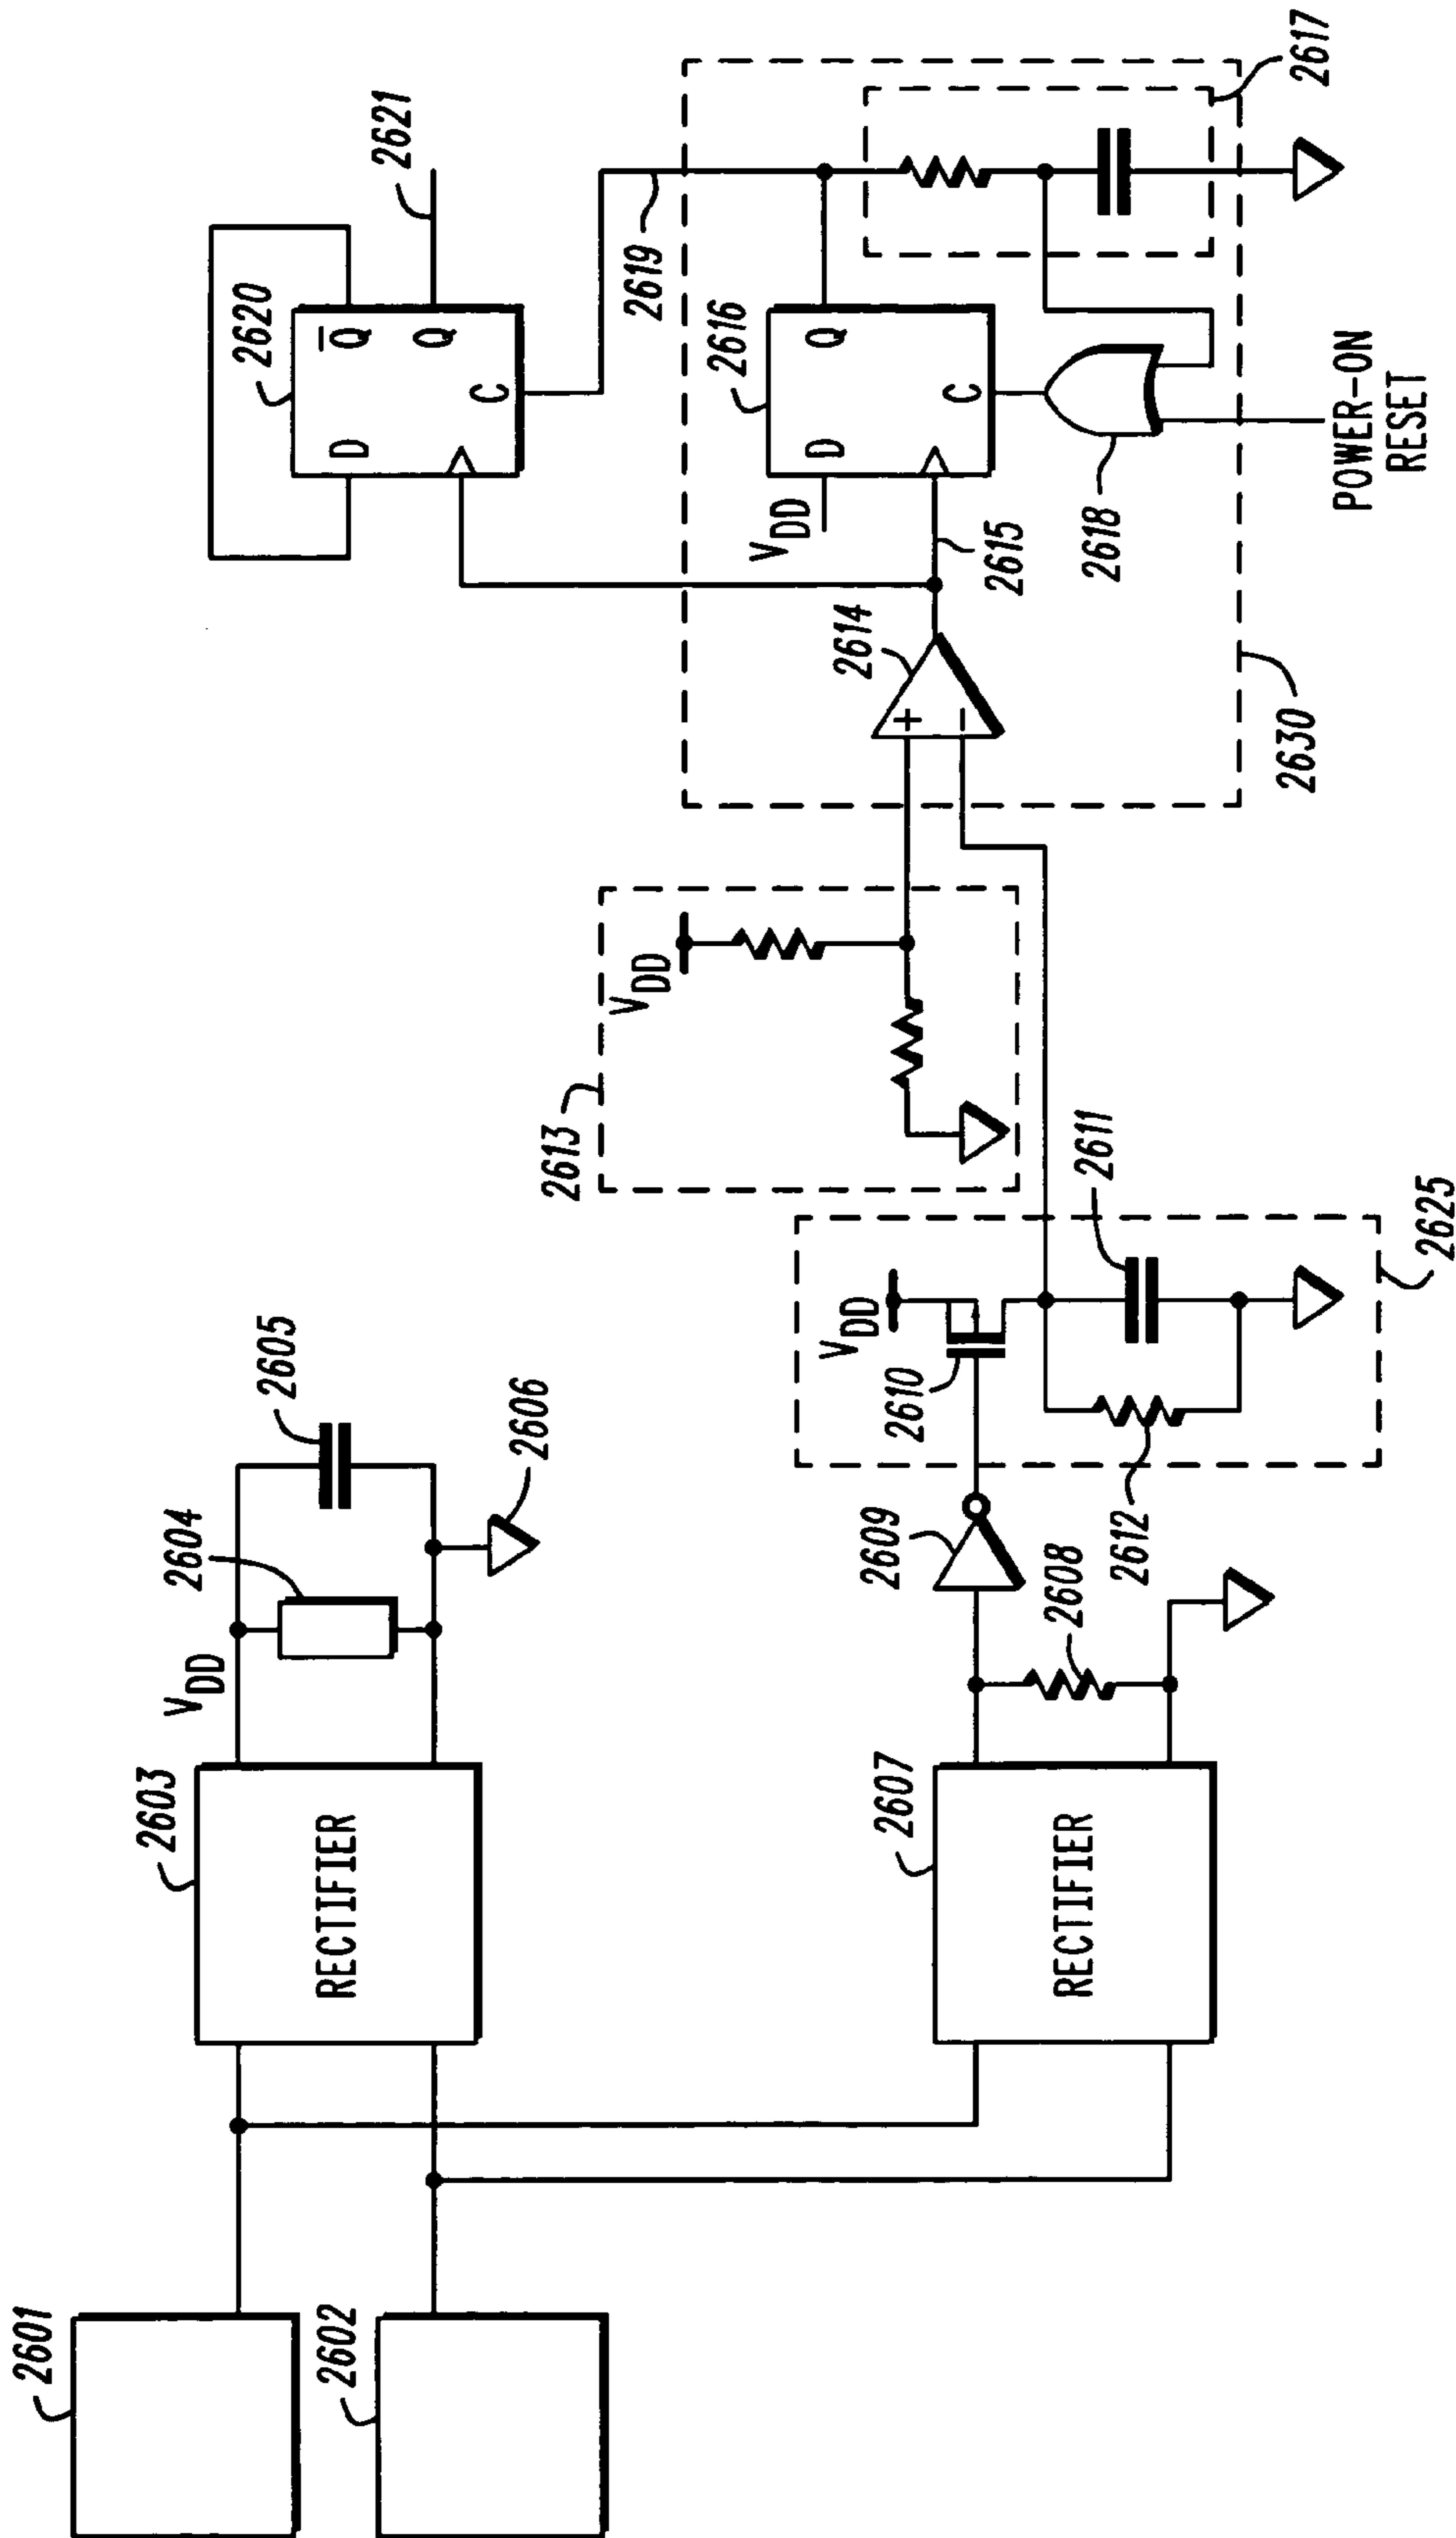 2601
2602
2603
RECTIFIER
V_DD
2604
2605
2606
2607
RECTIFIER
2608
2609
V_DD
2610
2611
2612
2625
2613
V_DD
2614
2615
V_DD
D
Q
C
2616
2617
2618
2619
D
Q̅
Q
C
2620
2621
+
−
2630
POWER-ON
RESET